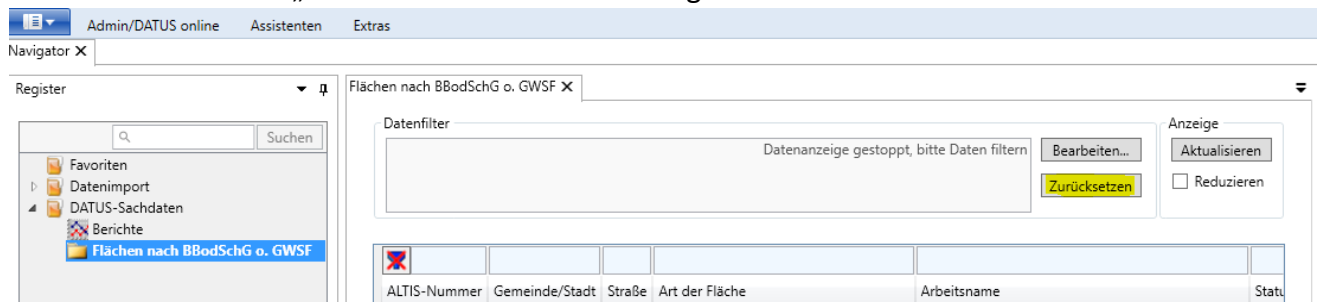 Admin/DATUS online Assistenten Extras
Navigator X
Register
Flächen nach BBodSchG o. GWSF X
Suchen
Favoriten
Datenimport
DATUS-Sachdaten
Berichte
Flächen nach BBodSchG o. GWSF
Datenfilter
Datenanzeige gestoppt, bitte Daten filtern
Bearbeiten...
Zurücksetzen
Anzeige
Aktualisieren
Reduzieren
ALTIS-Nummer Gemeinde/Stadt Straße Art der Fläche Arbeitsname